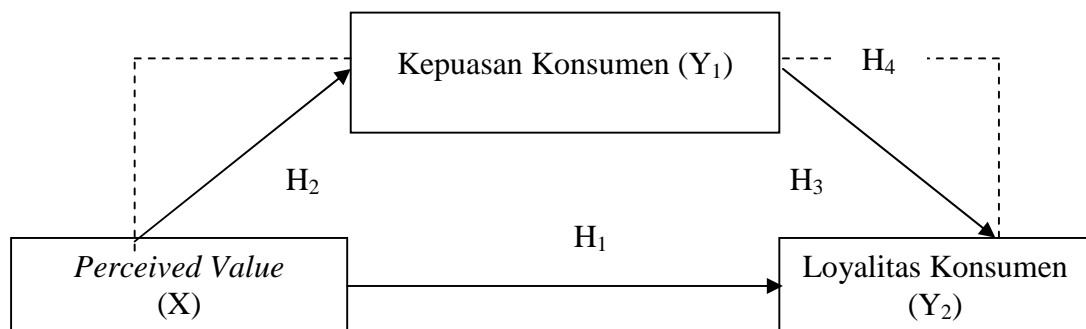 Kepuasan Konsumen (Y₁)
H₄
H₂
H₃
H₁
Perceived Value
(X)
Loyalitas Konsumen
(Y₂)